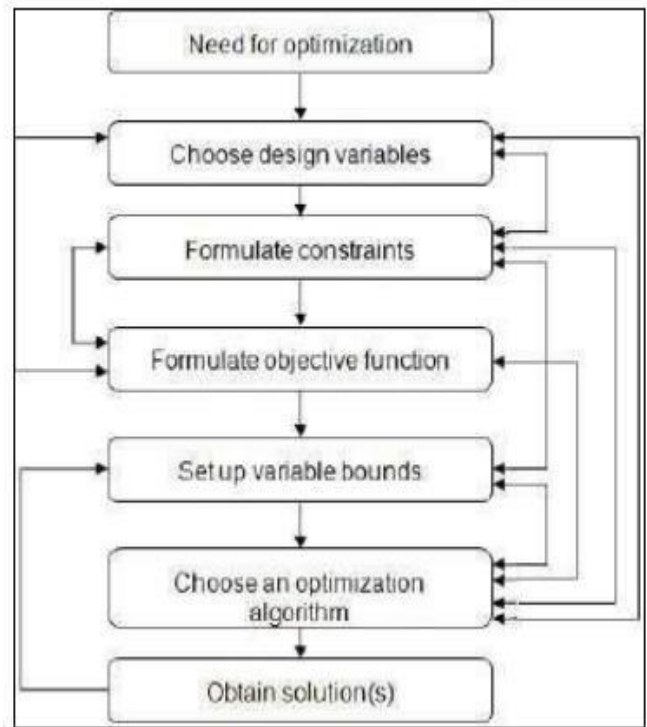 Need for optimization
Choose design variables
Formulate constraints
Formulate objective function
Set up variable bounds
Choose an optimization
algorithm
Obtain solution(s)